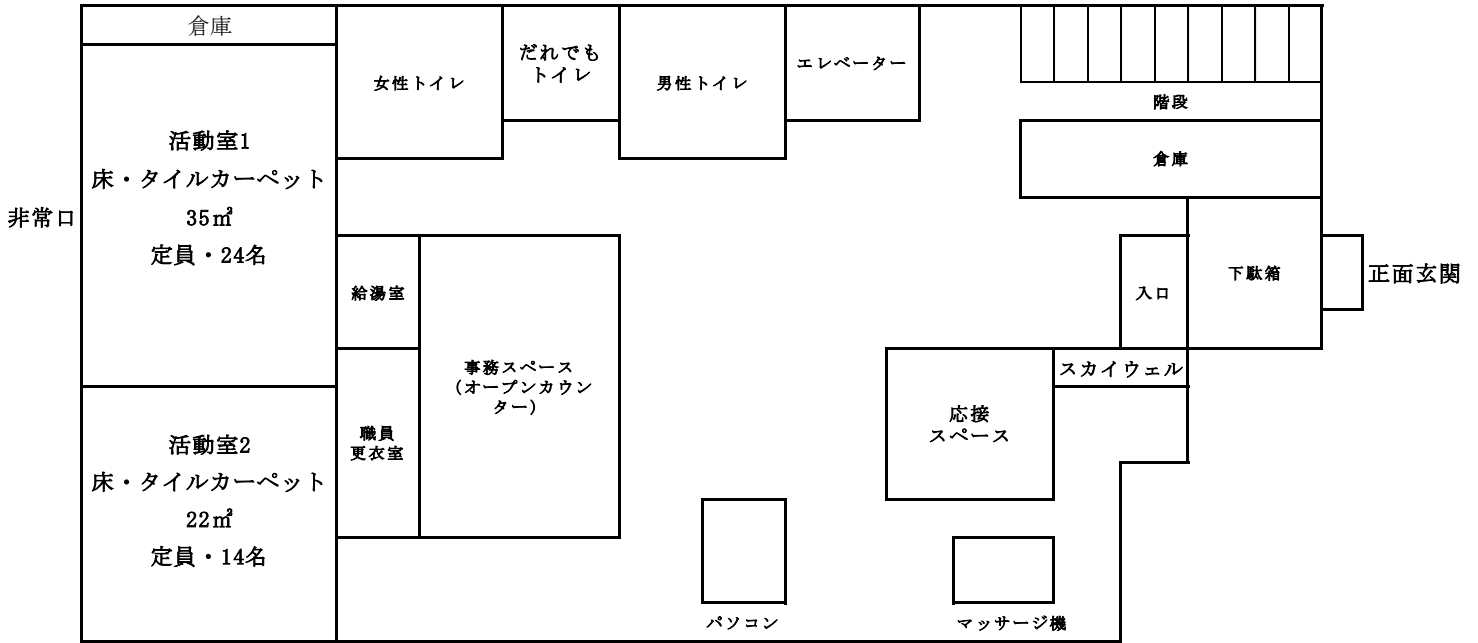 倉庫
女性トイレ
だれでも
トイレ
男性トイレ
エレベーター
階段
倉庫
活動室1
床・タイルカーペット
35㎡
定員・24名
非常口
給湯室
事務スペース
(オープンカウン
ター)
職員
更衣室
入口
下駄箱
正面玄関
スカイウェル
応接
スペース
活動室2
床・タイルカーペット
22㎡
定員・14名
パソコン
マッサージ機